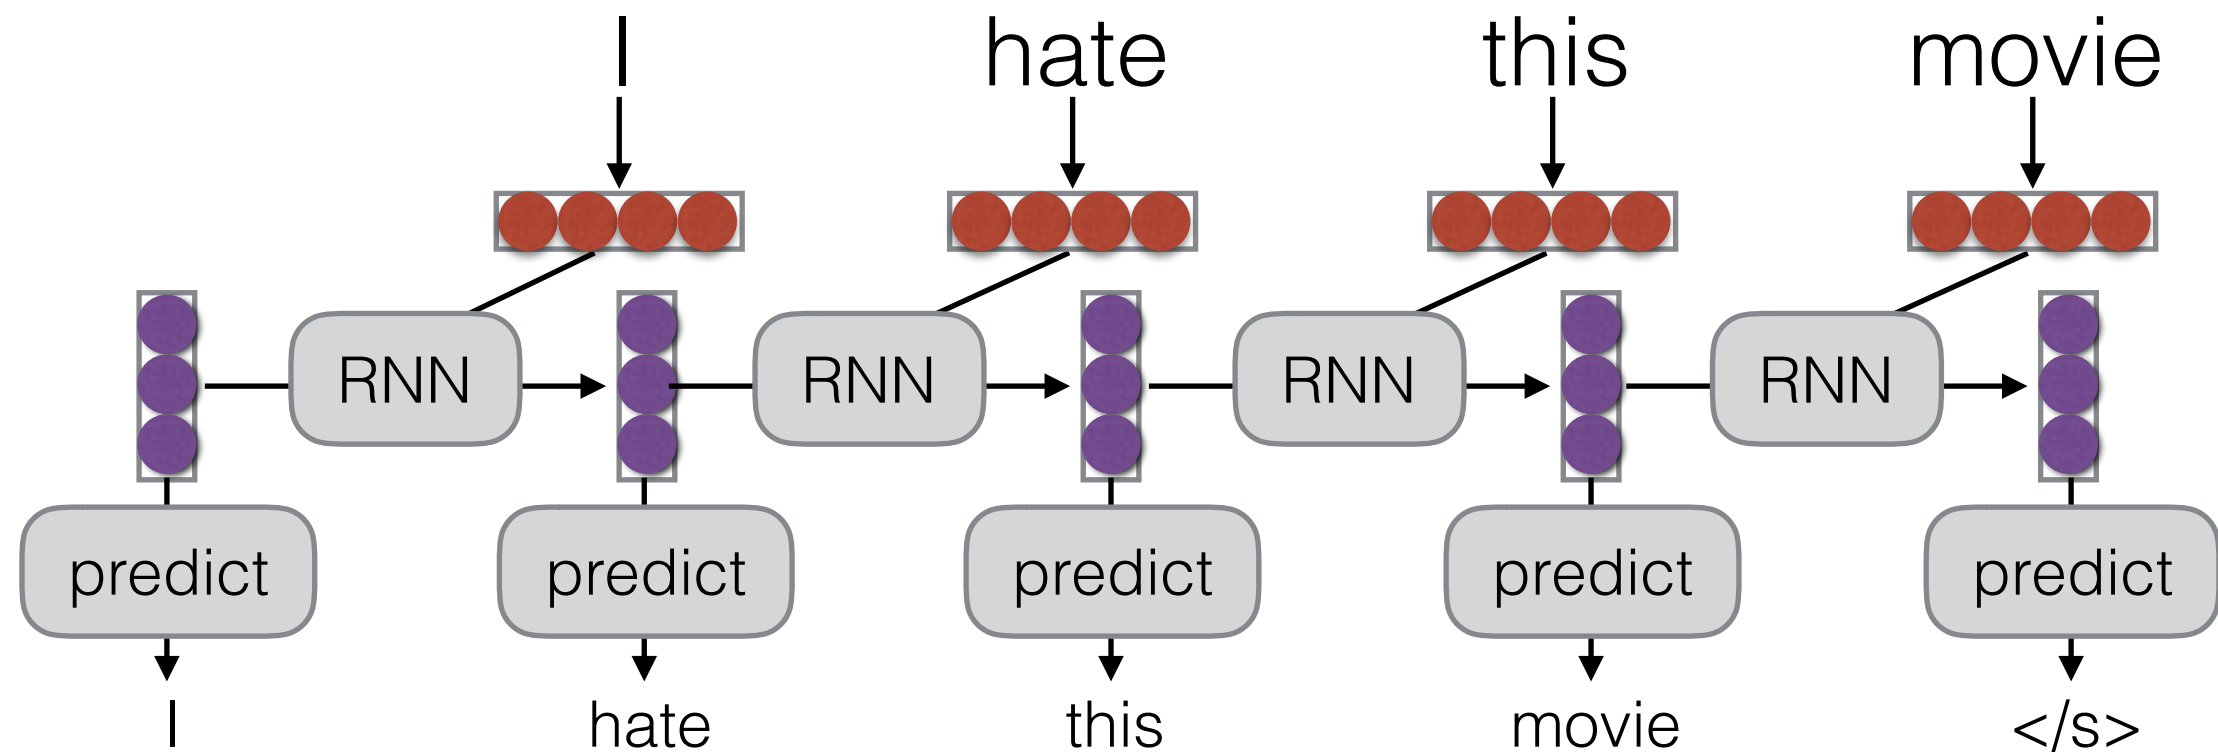 I hate this movie
RNN RNN RNN RNN
predict predict predict predict predict
I hate this movie </s>